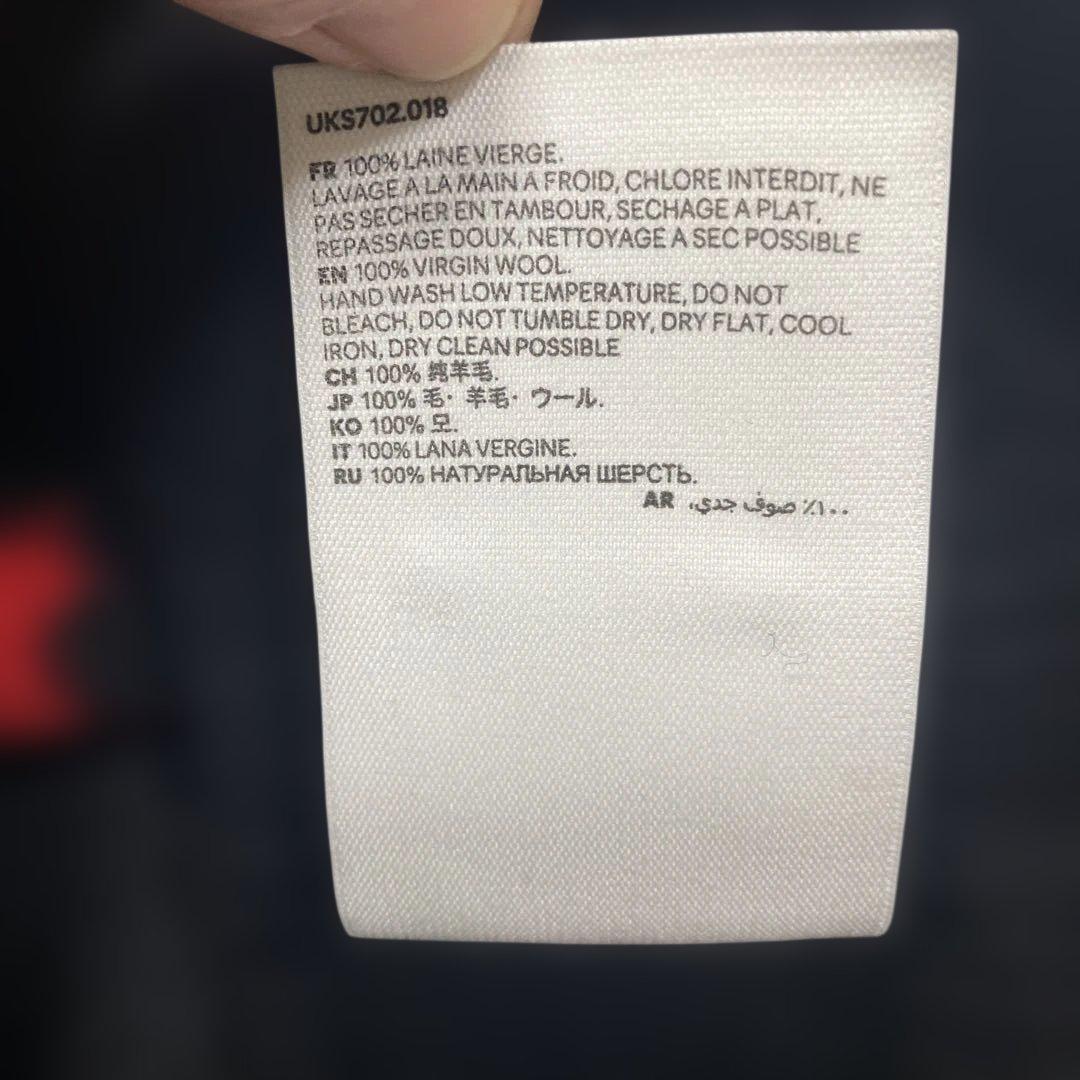 UKS702.018
FR 100% LAINE VIERGE.
LAVAGE A LA MAIN A FROID, CHLORE INTERDIT, NE
PAS SECHER EN TAMBOUR, SECHAGE A PLAT,
REPASSAGE DOUX, NETTOYAGE A SEC POSSIBLE
EN 100% VIRGIN WOOL.
HAND WASH LOW TEMPERATURE, DO NOT
BLEACH, DO NOT TUMBLE DRY, DRY FLAT, COOL
IRON, DRY CLEAN POSSIBLE
CH 100% 纯羊毛.
JP 100% 毛· 羊毛· ウール.
KO 100% 모.
IT 100% LANA VERGINE.
RU 100% НАТУРАЛЬНАЯ ШЕРСТЬ.
AR ١٠٠٪ صوف جدي،